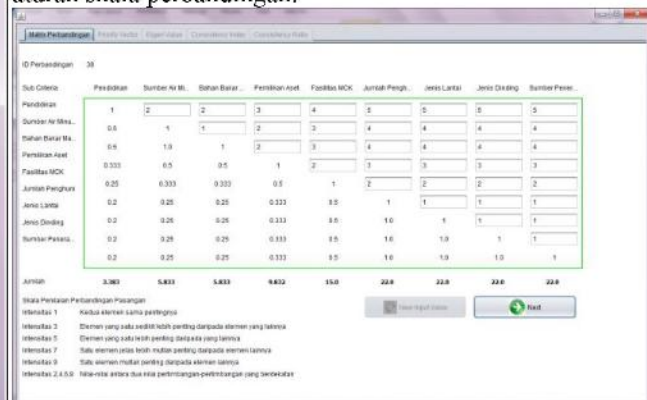 aturan skala perbandingan.
Matrix Perbandingan Priority Vector Eigen Value Consistency Index Consistency Ratio
ID Perbandingan 38
Sub Criteria Pendidikan Sumber Air Mi... Bahan Bakar... Pemilikan Aset Fasilitas MCK Jumlah Pengh... Jenis Lantai Jenis Dinding Sumber Pener...
Pendidikan 1 2 2 3 4 5 5 5 5
Sumber Air Minu... 0.5 1 1 2 3 4 4 4 4
Bahan Bakar Ma... 0.5 1.0 1 2 3 4 4 4 4
Pemilikan Aset 0.333 0.5 0.5 1 2 3 3 3 3
Fasilitas MCK 0.25 0.333 0.333 0.5 1 2 2 2 2
Jumlah Penghuni 0.2 0.25 0.25 0.333 0.5 1 1 1 1
Jenis Lantai 0.2 0.25 0.25 0.333 0.5 1.0 1 1 1
Jenis Dinding 0.2 0.25 0.25 0.333 0.5 1.0 1.0 1 1
Sumber Penera... 0.2 0.25 0.25 0.333 0.5 1.0 1.0 1.0 1
Jumlah 3.383 5.833 5.833 9.832 15.0 22.0 22.0 22.0 22.0
Skala Penilaian Perbandingan Pasangan
Intensitas 1 Kedua elemen sama pentingnya
Intensitas 3 Elemen yang satu sedikit lebih penting daripada elemen yang lainnya
Intensitas 5 Elemen yang satu lebih penting daripada yang lainnya
Intensitas 7 Satu elemen jelas lebih mutlak penting daripada elemen lainnya
Intensitas 9 Satu elemen mutlak penting daripada elemen lainnya
Intensitas 2,4,6,8 Nilai-nilai antara dua nilai pertimbangan-pertimbangan yang berdekatan
Next